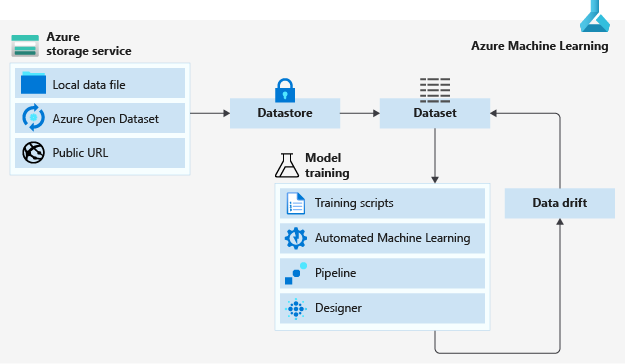 Azure
storage service
Azure Machine Learning
Local data file
Azure Open Dataset
Public URL
Datastore
Dataset
Model
training
Training scripts
Automated Machine Learning
Pipeline
Designer
Data drift